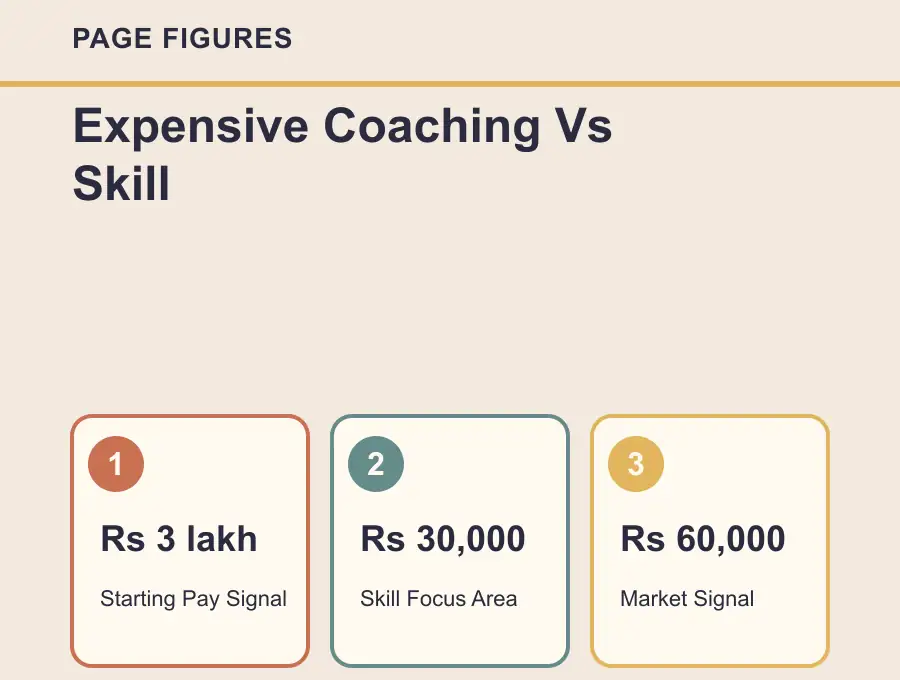 PAGE FIGURES
Expensive Coaching Vs
Skill
1
Rs 3 lakh
Starting Pay Signal
2
Rs 30,000
Skill Focus Area
3
Rs 60,000
Market Signal